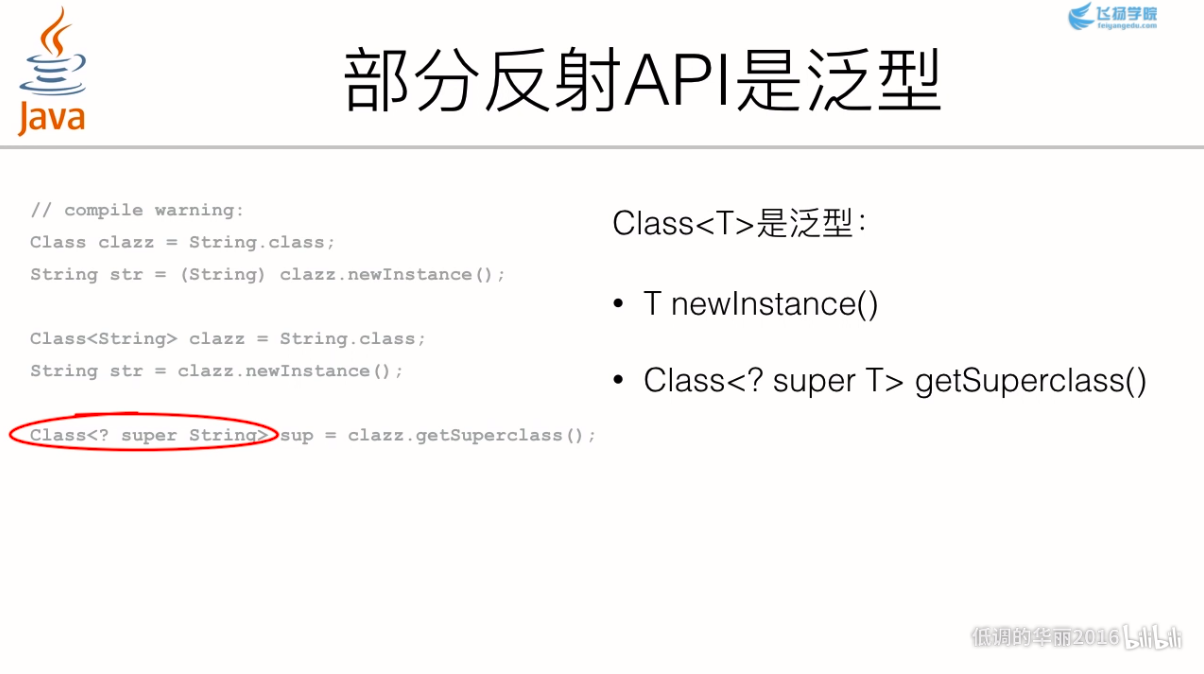 飞扬学院
feiyangedu.com
Java
部分反射API是泛型
// compile warning:
Class clazz = String.class;
String str = (String) clazz.newInstance();
Class<String> clazz = String.class;
String str = clazz.newInstance();
Class<? super String> sup = clazz.getSuperclass();
Class<T>是泛型：
• T newInstance()
• Class<? super T> getSuperclass()
低调的华丽2016 bilibili